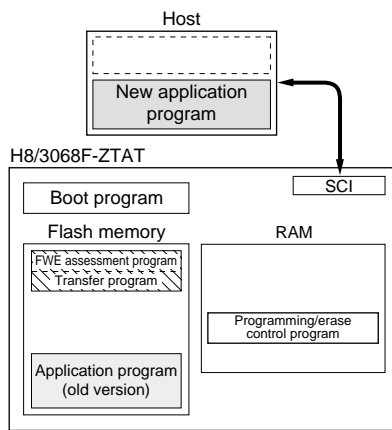 Host
New application
program
H8/3068F-ZTAT
SCI
Boot program
Flash memory
RAM
FWE assessment program
Transfer program
Programming/erase
control program
Application program
(old version)